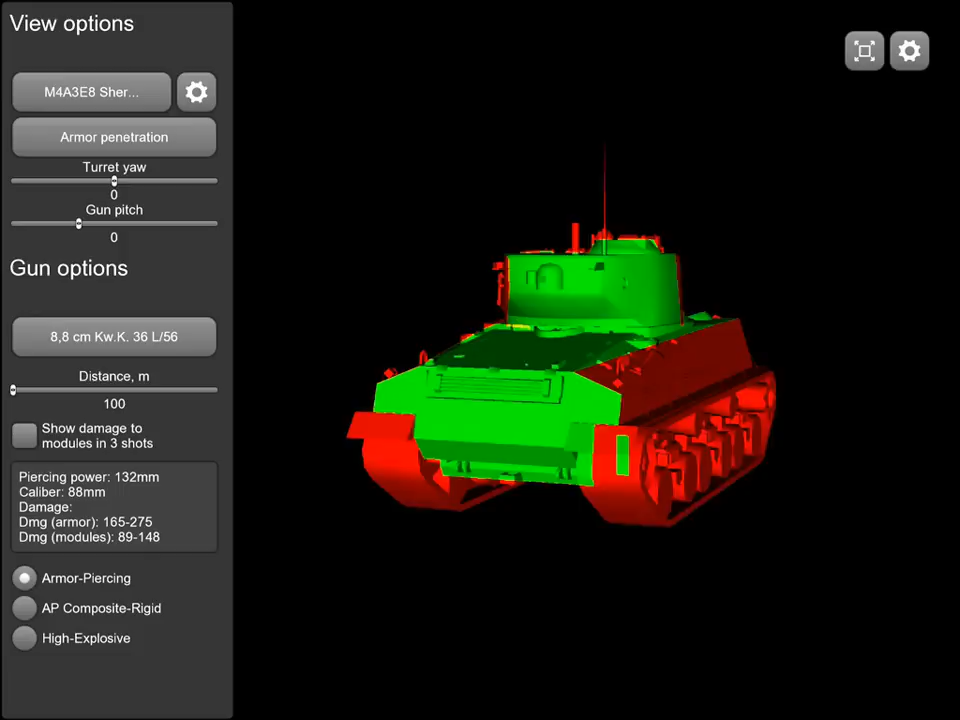 View options
M4A3E8 Sher...
Armor penetration
Turret yaw
0
Gun pitch
0
Gun options
8,8 cm Kw.K. 36 L/56
Distance, m
100
Show damage to
modules in 3 shots
Piercing power: 132mm
Caliber: 88mm
Damage:
Dmg (armor): 165-275
Dmg (modules): 89-148
Armor-Piercing
AP Composite-Rigid
High-Explosive